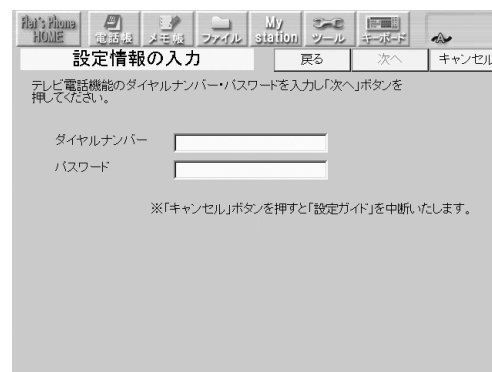 Flet's Phone My
HOME 電話帳 メモ帳 ファイル station ツール キーボード
設定情報の入力 戻る 次へ キャンセル
テレビ電話機能のダイヤルナンバー・パスワードを入力し「次へ」ボタンを
押してください。
ダイヤルナンバー
パスワード
※「キャンセル」ボタンを押すと「設定ガイド」を中断いたします。